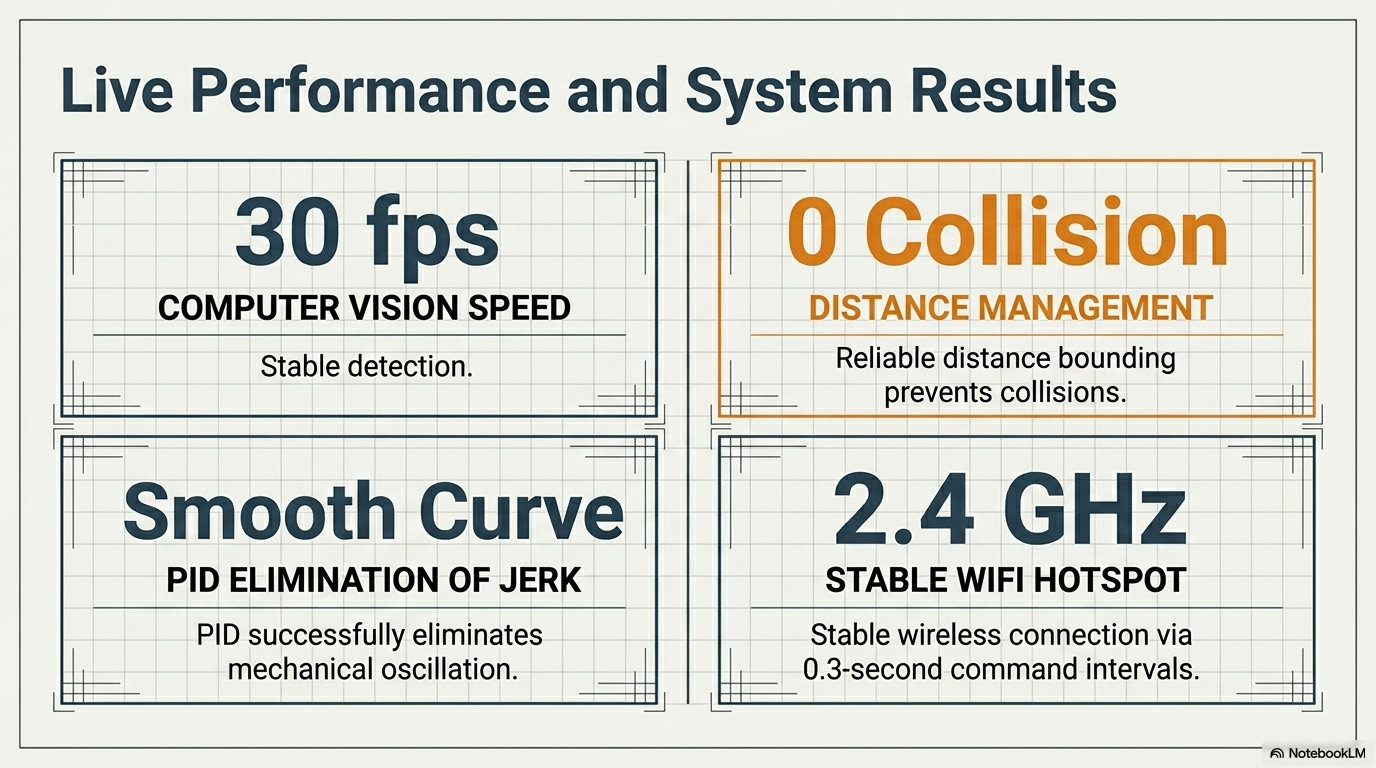 Live Performance and System Results
30 fps
COMPUTER VISION SPEED
Stable detection.
0 Collision
DISTANCE MANAGEMENT
Reliable distance bounding
prevents collisions.
Smooth Curve
PID ELIMINATION OF JERK
PID successfully eliminates
mechanical oscillation.
2.4 GHz
STABLE WIFI HOTSPOT
Stable wireless connection via
0.3-second command intervals.
NotebookLM